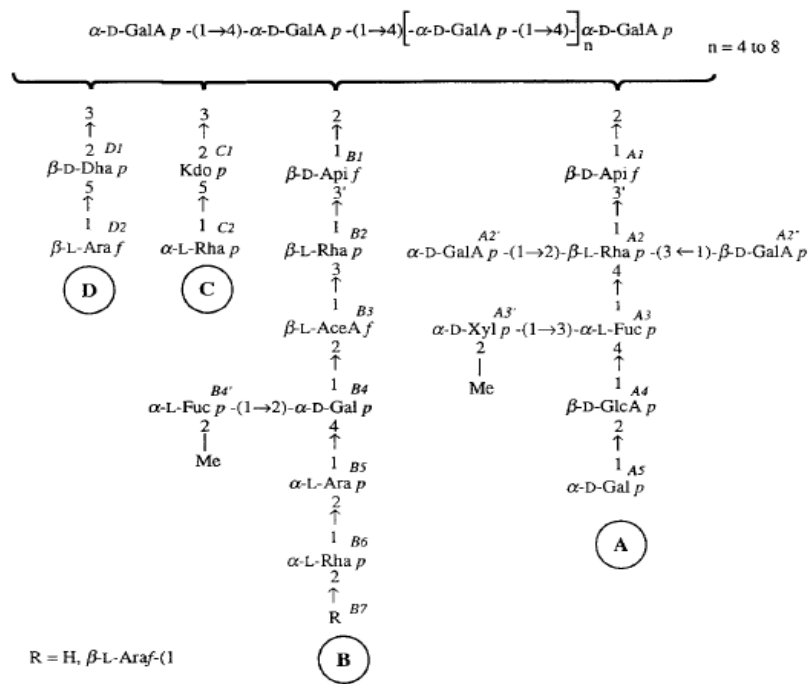 α-D-GalA p -(1→4)-α-D-GalA p -(1→4)[-α-D-GalA p -(1→4)-]n α-D-GalA p
n = 4 to 8
3 3 2 2
↑ ↑ ↑ ↑
2 D1 2 C1 1 B1 1 A1
β-D-Dha p Kdo p β-D-Api f β-D-Api f
5 5 3' 3'
↑ ↑ ↑ ↑
1 D2 1 C2 1 B2 1 A2
β-L-Ara f α-L-Rha p β-L-Rha p α-D-GalA p A2' -(1→2)-β-L-Rha p -(3←1)-β-D-GalA p A2''
D C 3 4
↑ ↑
1 B3 1 A3
β-L-AceA f α-D-Xyl p A3' -(1→3)-α-L-Fuc p
2 2 4
↑ | ↑
1 B4 Me 1 A4
α-L-Fuc p B4' -(1→2)-α-D-Gal p β-D-GlcA p
2 4 2
| ↑ ↑
Me 1 B5 1 A5
α-L-Ara p α-D-Gal p
2 A
↑
1 B6
α-L-Rha p
2
↑
R B7
R = H, β-L-Araf-(1
B